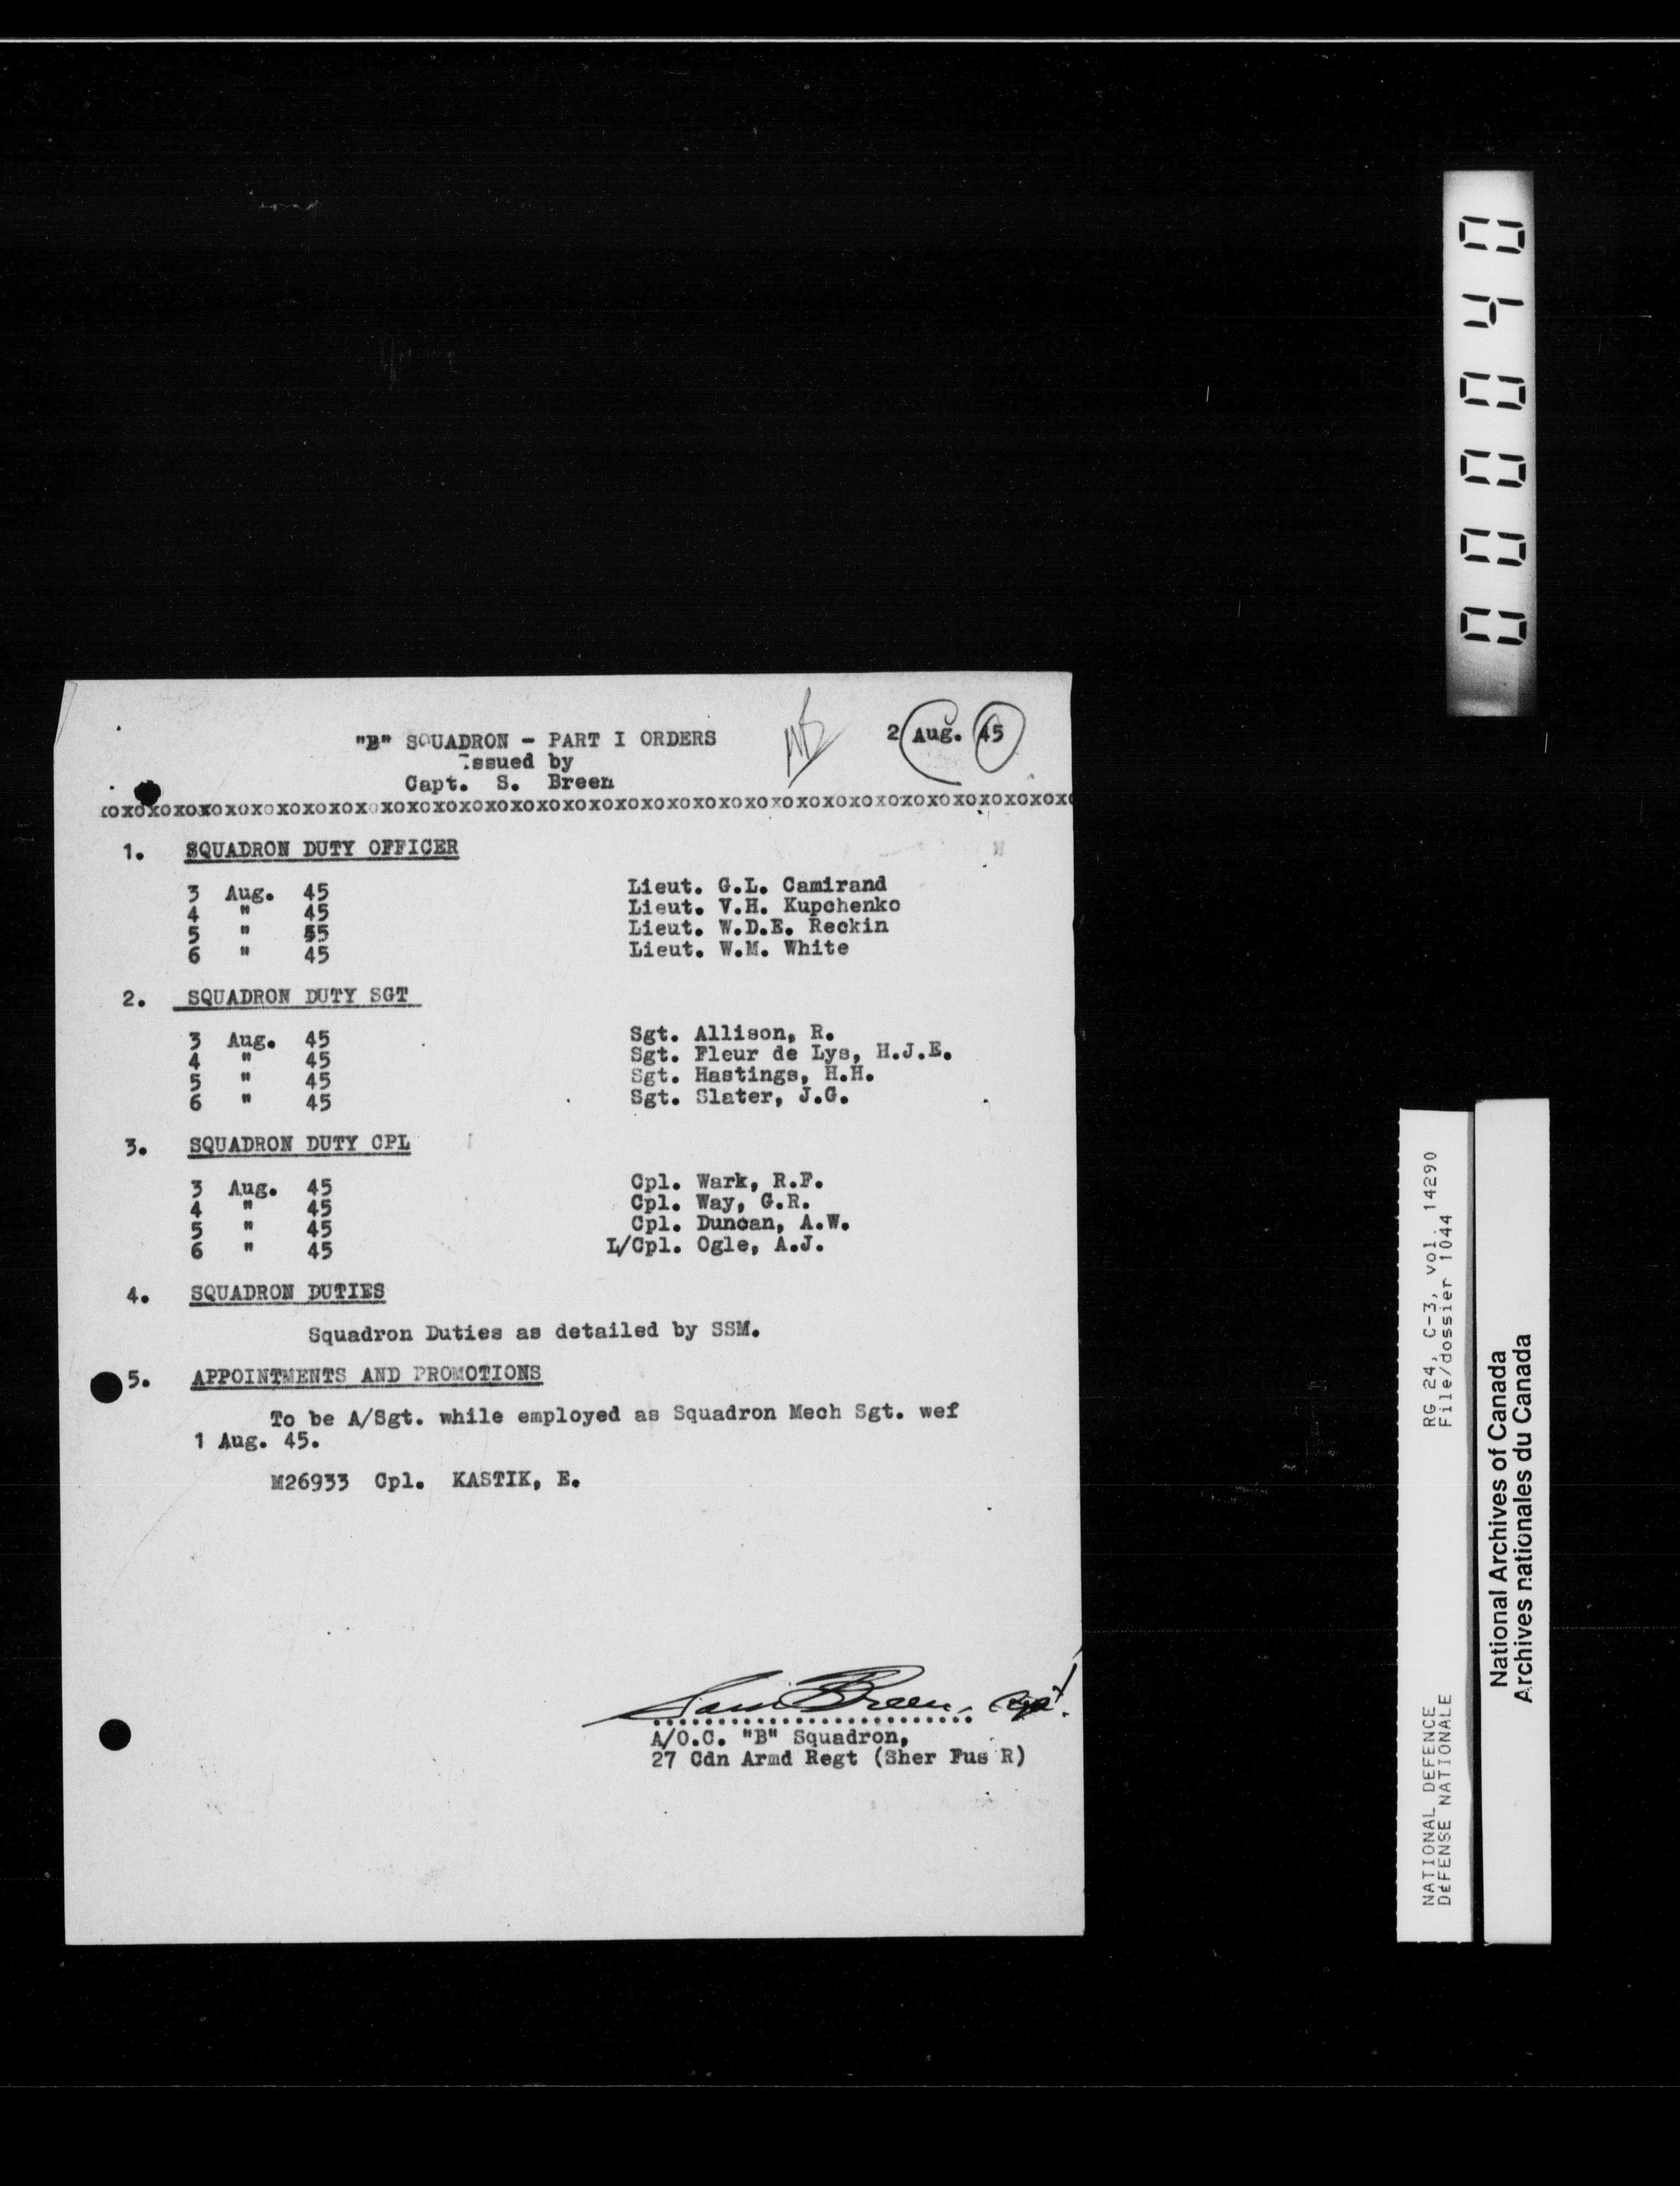 "B" SQUADRON - PART I ORDERS
2 Aug. 45
Issued by
Capt. S. Breen
xoxoxoxoxoxoxoxoxoxoxoxoxoxoxoxoxoxoxoxoxoxoxoxoxoxoxoxoxoxoxoxoxoxoxoxoxoxo
1. SQUADRON DUTY OFFICER
3 Aug. 45 Lieut. G.L. Camirand
4 " 45 Lieut. V.H. Kupchenko
5 " 55 Lieut. W.D.E. Reckin
6 " 45 Lieut. W.M. White
2. SQUADRON DUTY SGT
3 Aug. 45 Sgt. Allison, R.
4 " 45 Sgt. Fleur de Lys, H.J.E.
5 " 45 Sgt. Hastings, H.H.
6 " 45 Sgt. Slater, J.G.
3. SQUADRON DUTY CPL
3 Aug. 45 Cpl. Wark, R.F.
4 " 45 Cpl. Way, G.R.
5 " 45 Cpl. Duncan, A.W.
6 " 45 L/Cpl. Ogle, A.J.
4. SQUADRON DUTIES
Squadron Duties as detailed by SSM.
5. APPOINTMENTS AND PROMOTIONS
To be A/Sgt. while employed as Squadron Mech Sgt. wef
1 Aug. 45.
M26933 Cpl. KASTIK, E.
Sam Breen, Capt.
........................
A/O.C. "B" Squadron,
27 Cdn Armd Regt (Sher Fus R)
000040
NATIONAL DEFENCE RG 24, C-3, vol. 14290
DÉFENSE NATIONALE File/dossier 1044
National Archives of Canada
Archives nationales du Canada